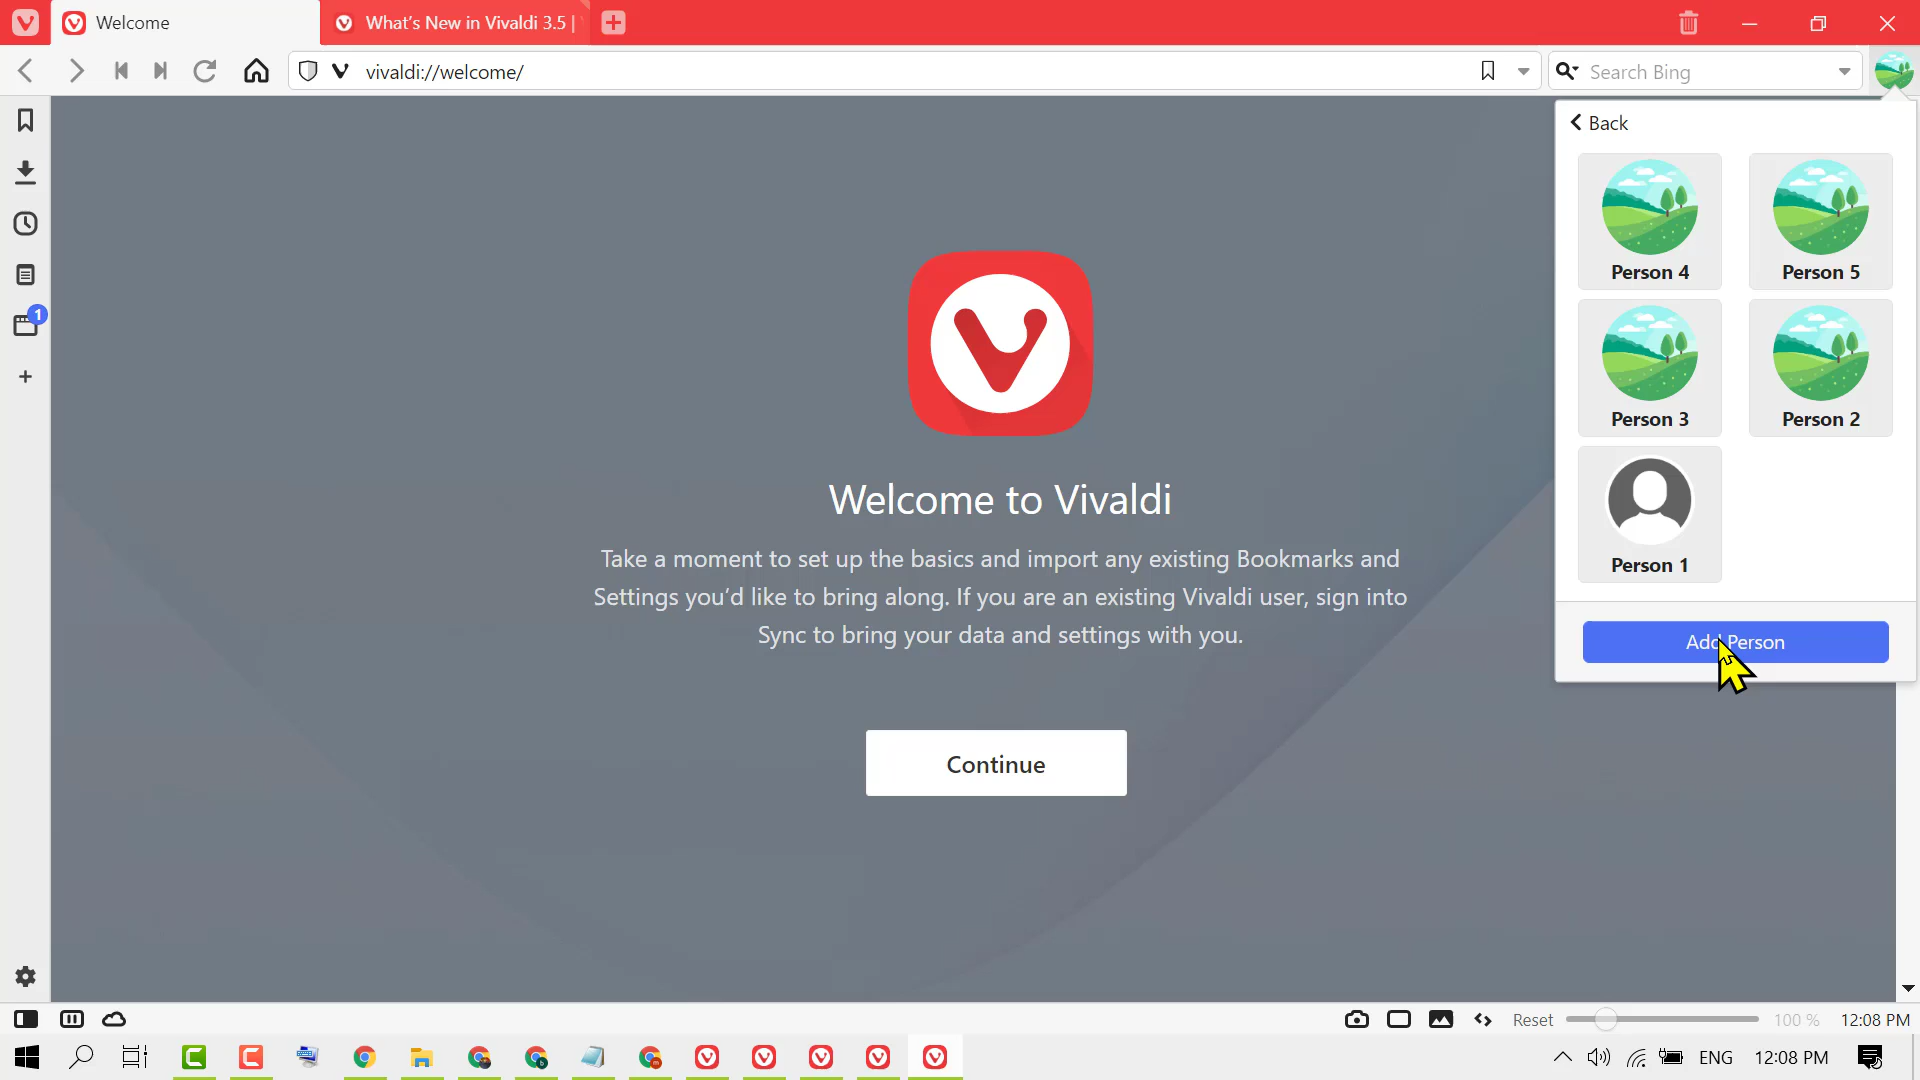 Welcome
What's New in Vivaldi 3.5 |
vivaldi://welcome/
Search Bing
Back
Person 4
Person 5
Person 3
Person 2
Person 1
Add Person
1
Welcome to Vivaldi
Take a moment to set up the basics and import any existing Bookmarks and
Settings you'd like to bring along. If you are an existing Vivaldi user, sign into
Sync to bring your data and settings with you.
Continue
Reset
100 %
12:08 PM
ENG
12:08 PM